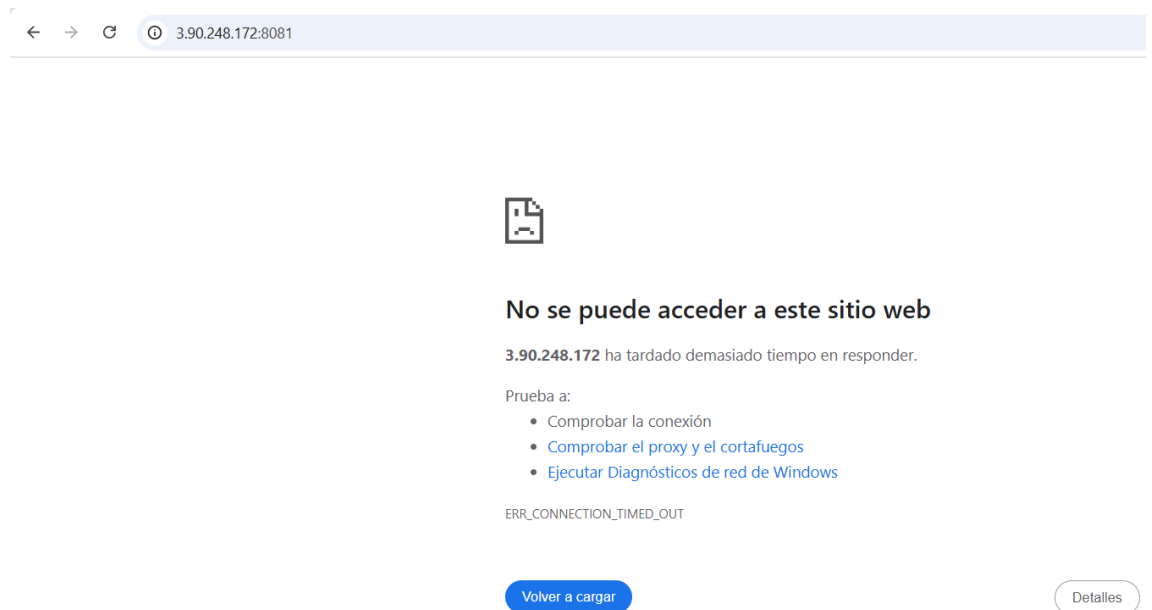 3.90.248.172:8081
No se puede acceder a este sitio web
3.90.248.172 ha tardado demasiado tiempo en responder.
Prueba a:
• Comprobar la conexión
• Comprobar el proxy y el cortafuegos
• Ejecutar Diagnósticos de red de Windows
ERR_CONNECTION_TIMED_OUT
Volver a cargar
Detalles